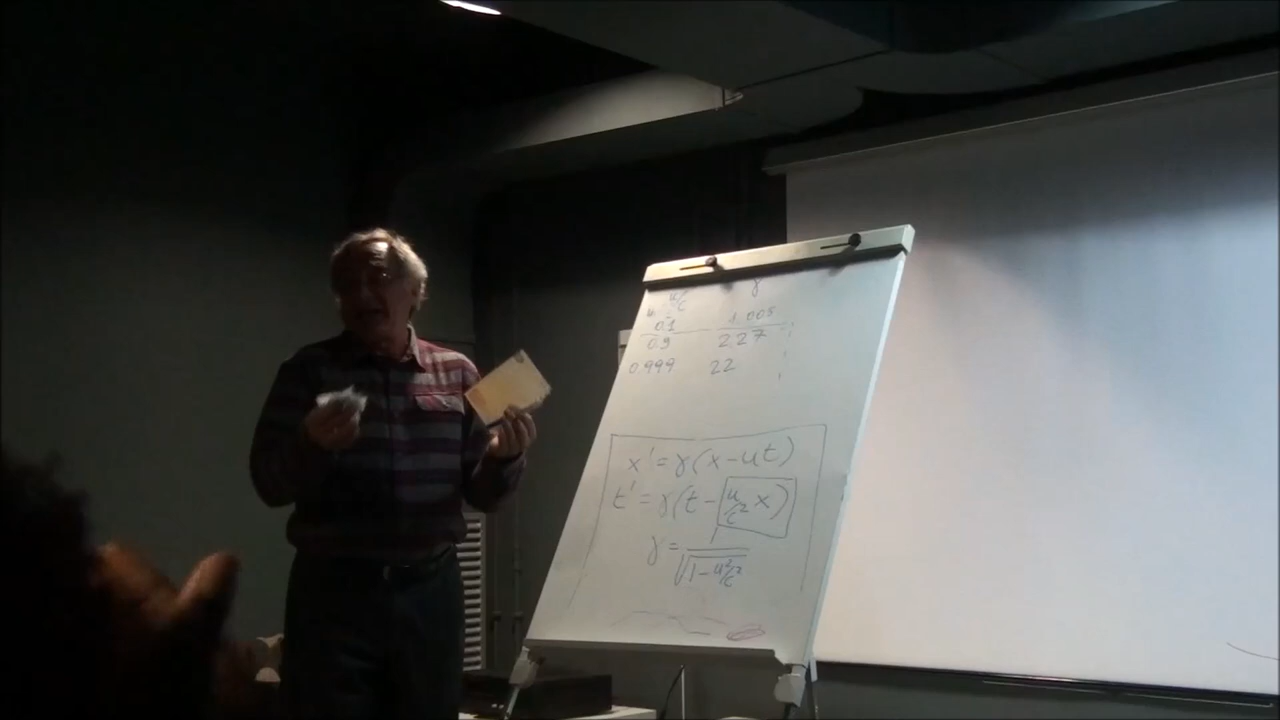 u/c γ
0.1 1.005
0.9 2.27
0.999 22
x' = γ(x-ut)
t' = γ(t - u/c² x)
γ = 1/√(1-u²/c²)